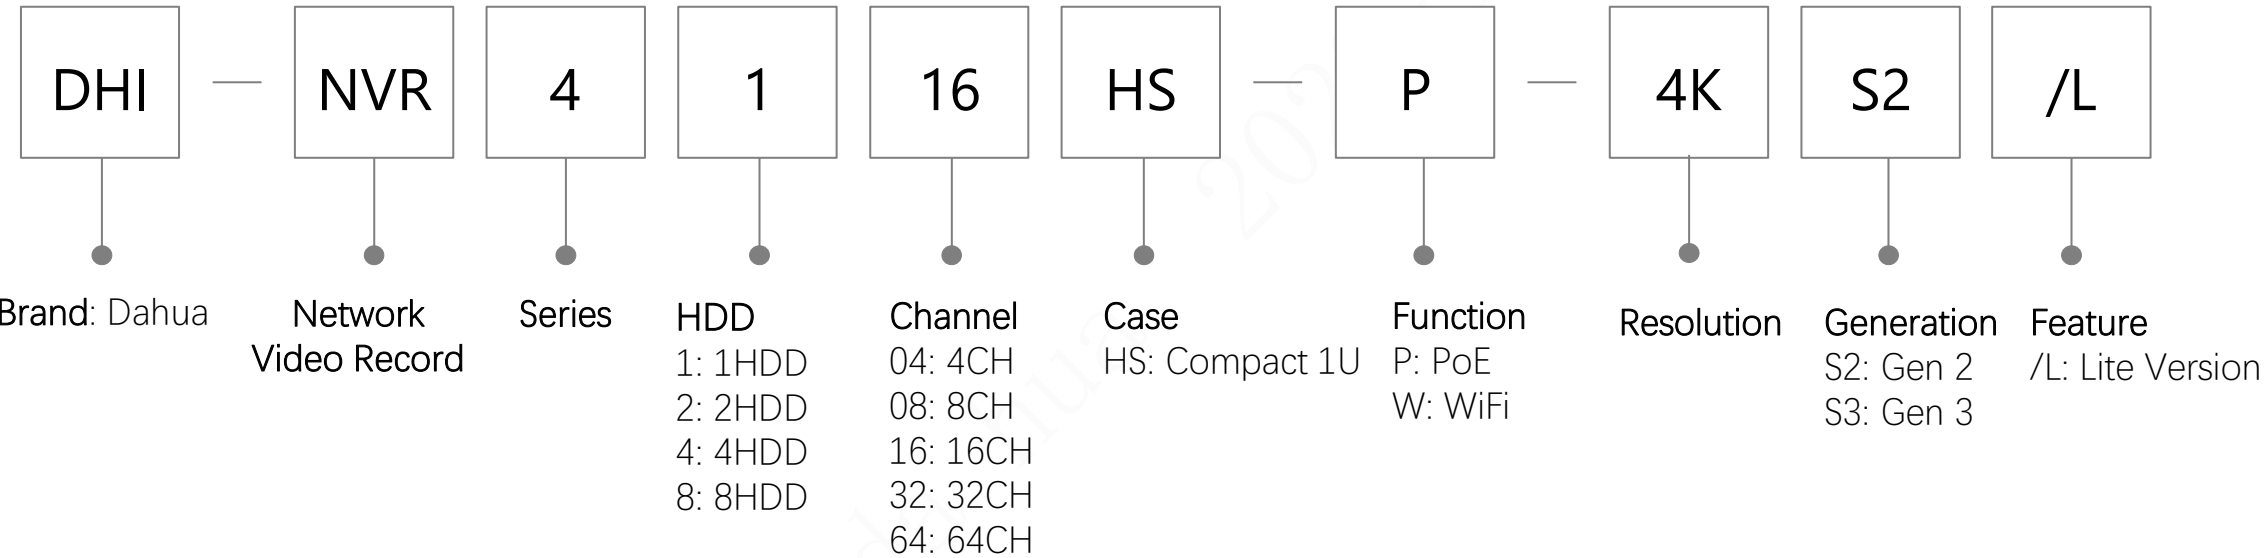 DHI — NVR 4 1 16 HS — P — 4K S2 /L
Brand: Dahua
Network
Video Record
Series
HDD
1: 1HDD
2: 2HDD
4: 4HDD
8: 8HDD
Channel
04: 4CH
08: 8CH
16: 16CH
32: 32CH
64: 64CH
Case
HS: Compact 1U
Function
P: PoE
W: WiFi
Resolution
Generation
S2: Gen 2
S3: Gen 3
Feature
/L: Lite Version